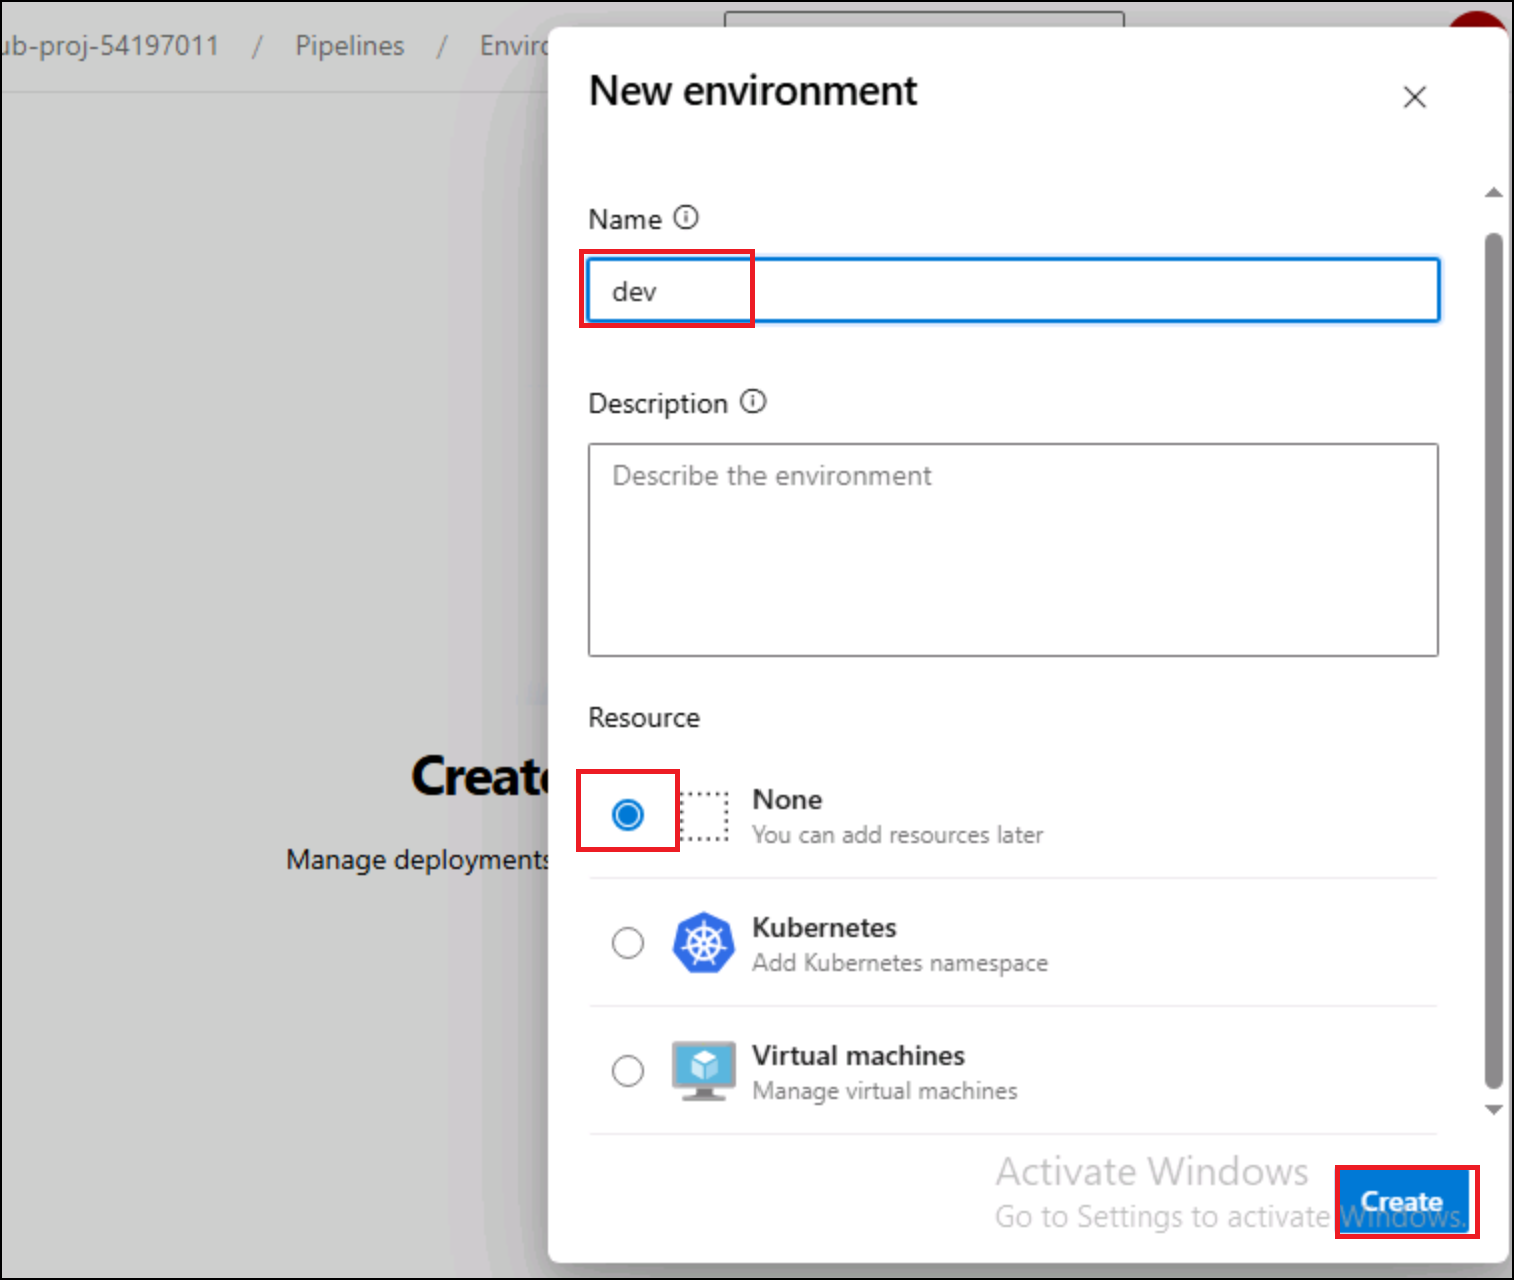 ub-proj-54197011 / Pipelines / Enviro
New environment
Name
dev
Description
Describe the environment
Resource
Create
Manage deployments
None
You can add resources later
Kubernetes
Add Kubernetes namespace
Virtual machines
Manage virtual machines
Activate Windows
Go to Settings to activate Windows.
Create